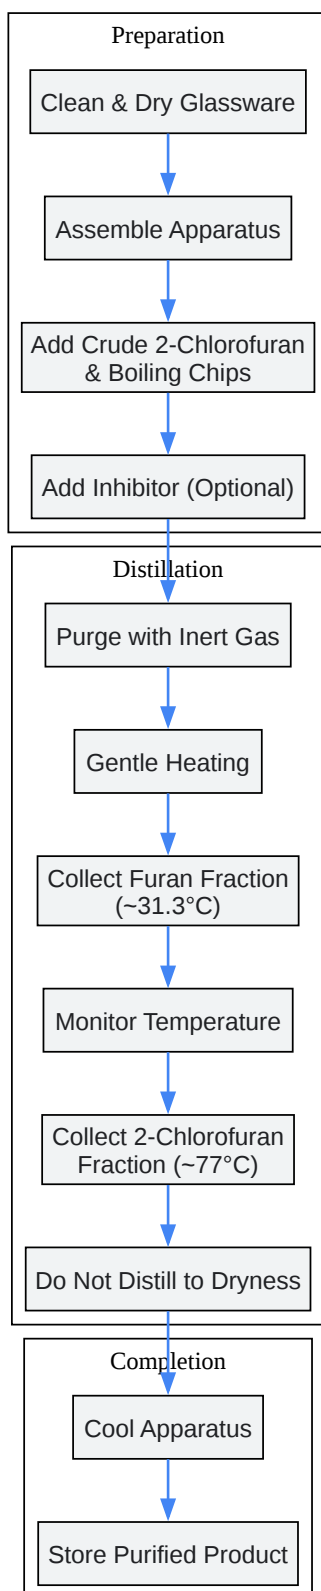 Preparation
Clean & Dry Glassware
Assemble Apparatus
Add Crude 2-Chlorofuran
& Boiling Chips
Add Inhibitor (Optional)
Distillation
Purge with Inert Gas
Gentle Heating
Collect Furan Fraction
(~31.3°C)
Monitor Temperature
Collect 2-Chlorofuran
Fraction (~77°C)
Do Not Distill to Dryness
Completion
Cool Apparatus
Store Purified Product